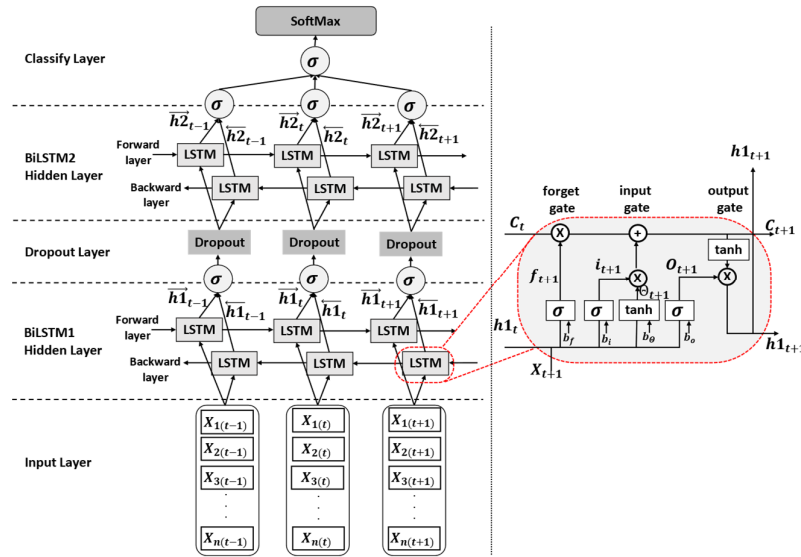 SoftMax
Classify Layer
σ
σ σ σ
BiLSTM2
Hidden Layer
h2t-1 h2t-1 h2t h2t h2t+1 h2t+1
Forward
layer
LSTM LSTM LSTM
Backward
layer
LSTM LSTM LSTM
Dropout Layer
Dropout Dropout Dropout
σ σ σ
BiLSTM1
Hidden Layer
h1t-1 h1t-1 h1t h1t h1t+1 h1t+1
Forward
layer
LSTM LSTM LSTM
Backward
layer
LSTM LSTM LSTM
Input Layer
X1(t-1) X1(t) X1(t+1)
X2(t-1) X2(t) X2(t+1)
X3(t-1) X3(t) X3(t+1)
Xn(t-1) Xn(t) Xn(t+1)
h1t+1
forget
gate
input
gate
output
gate
Ct Ct+1
X + tanh
ft+1 it+1 X Ot+1 X
Θt+1
σ σ tanh σ
h1t bf bi bθ bo h1t+1
Xt+1